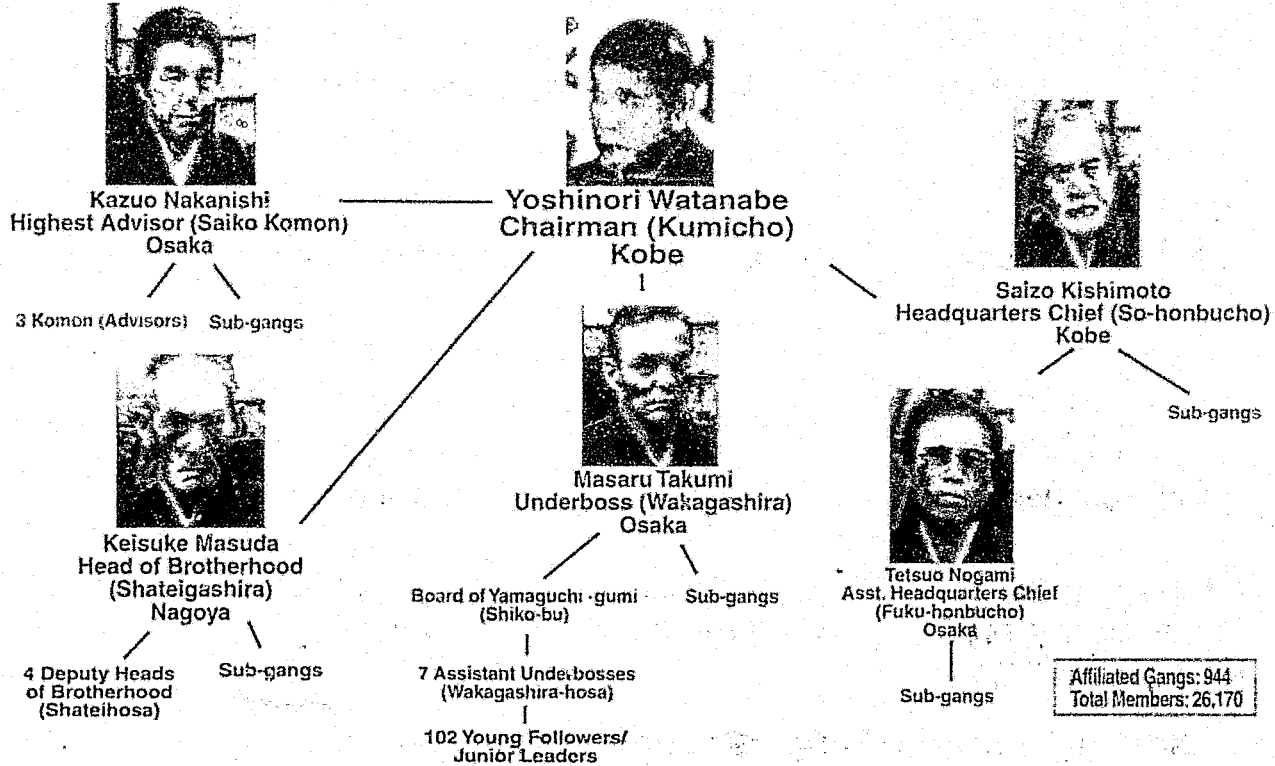 Kazuo Nakanishi
Highest Advisor (Saiko Komon)
Osaka
3 Komon (Advisors)
Sub-gangs
Yoshinori Watanabe
Chairman (Kumicho)
Kobe
Saizo Kishimoto
Headquarters Chief (So-honbucho)
Kobe
Sub-gangs
Keisuke Masuda
Head of Brotherhood
(Shateigashira)
Nagoya
4 Deputy Heads
of Brotherhood
(Shateihosa)
Sub-gangs
Masaru Takumi
Underboss (Wakagashira)
Osaka
Board of Yamaguchi-gumi
(Shiko-bu)
Sub-gangs
7 Assistant Underbosses
(Wakagashira-hosa)
102 Young Followers/
Junior Leaders
Tetsuo Nogami
Asst. Headquarters Chief
(Fuku-honbucho)
Osaka
Sub-gangs
Affiliated Gangs: 944
Total Members: 26,170